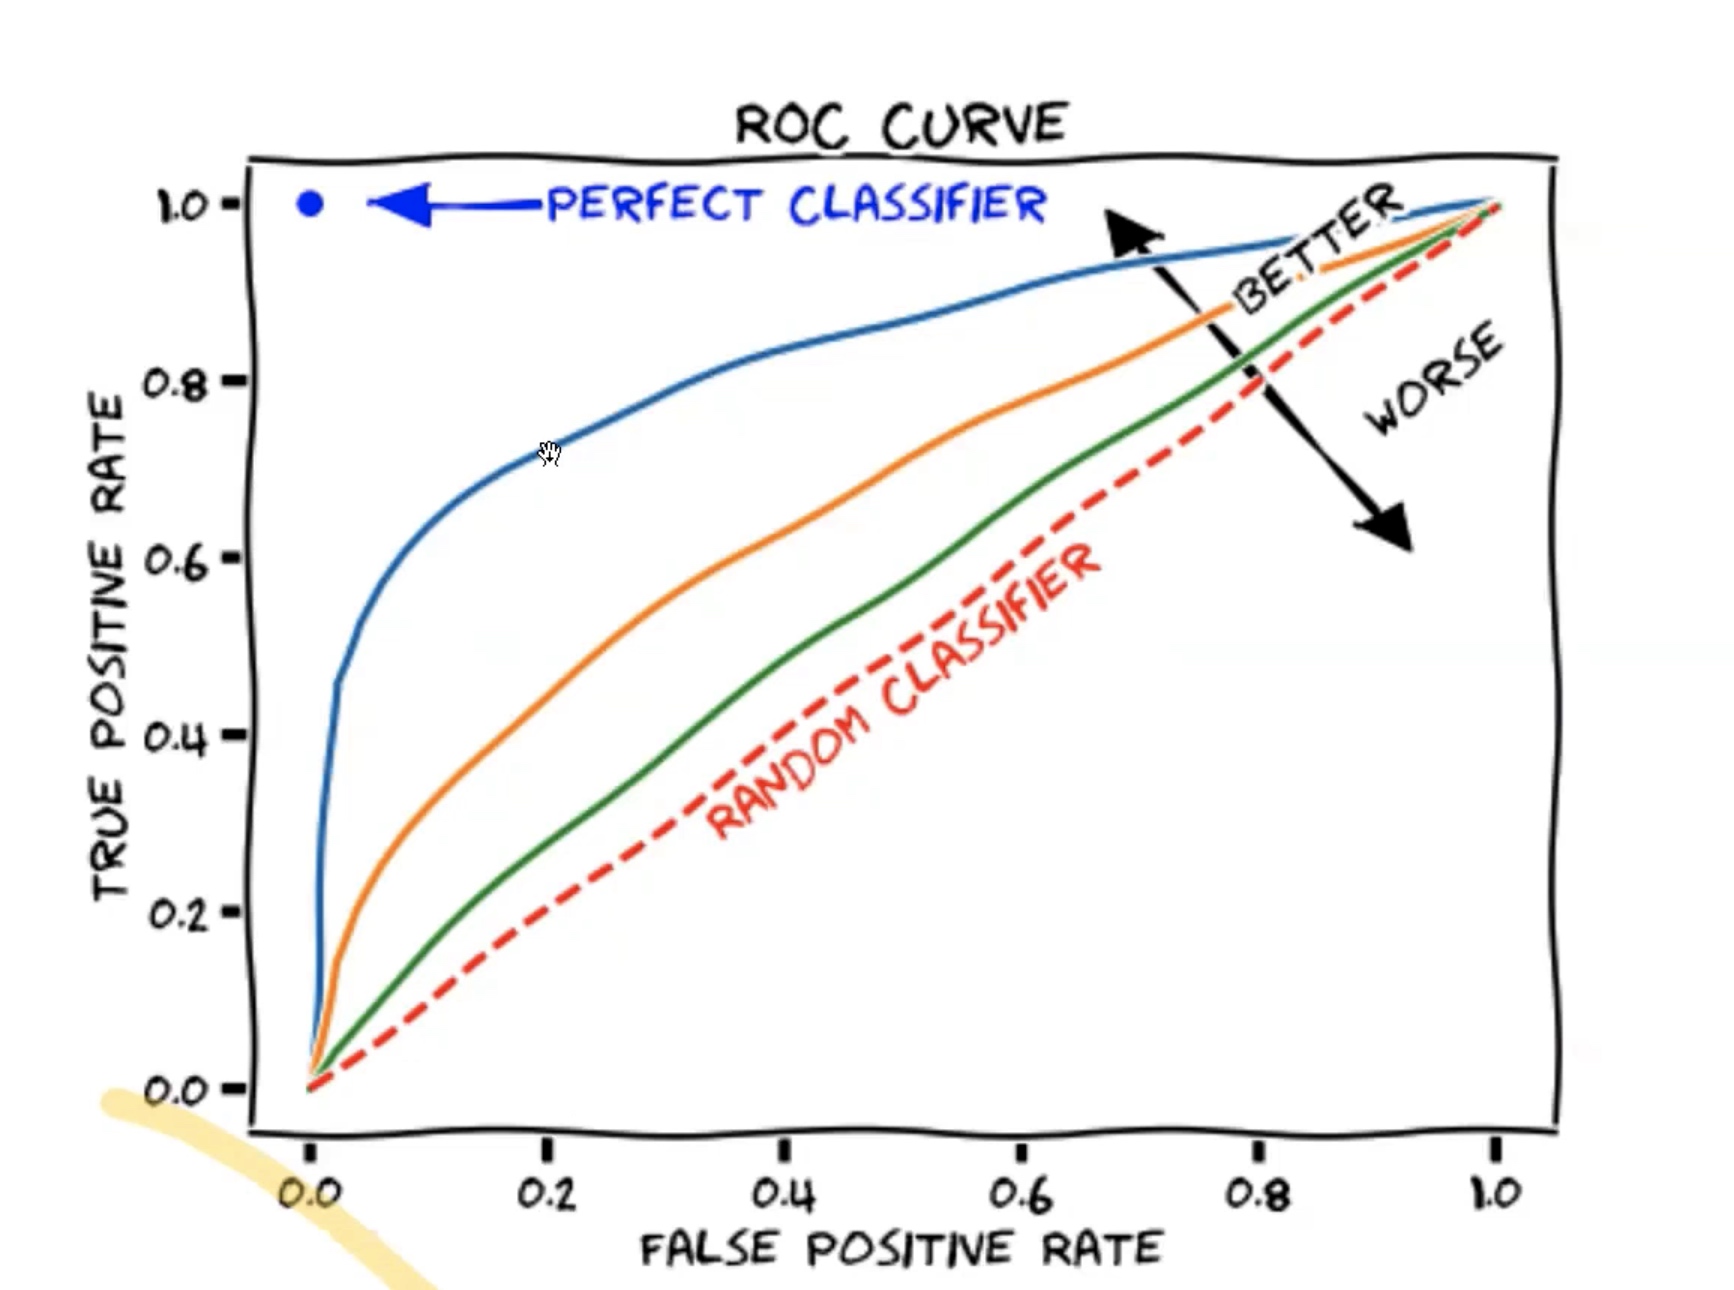 ROC CURVE
1.0
PERFECT CLASSIFIER
BETTER
WORSE
0.8
TRUE POSITIVE RATE
0.6
RANDOM CLASSIFIER
0.4
0.2
0.0
0.0 0.2 0.4 0.6 0.8 1.0
FALSE POSITIVE RATE